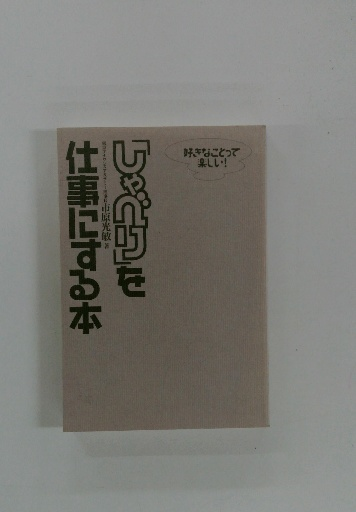 「しゃべり」を
仕事にする本
市原光敏 著
好きなことって
楽しい!